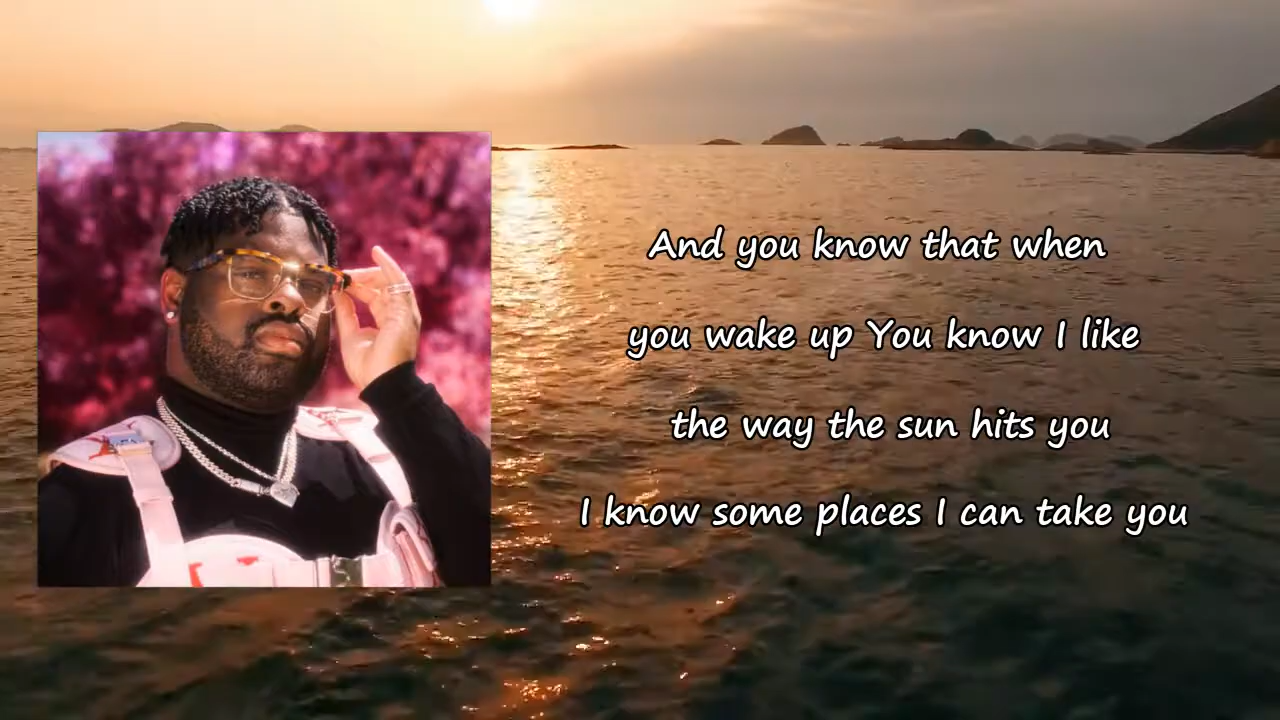 And you know that when
you wake up You know I like
the way the sun hits you
I know some places I can take you